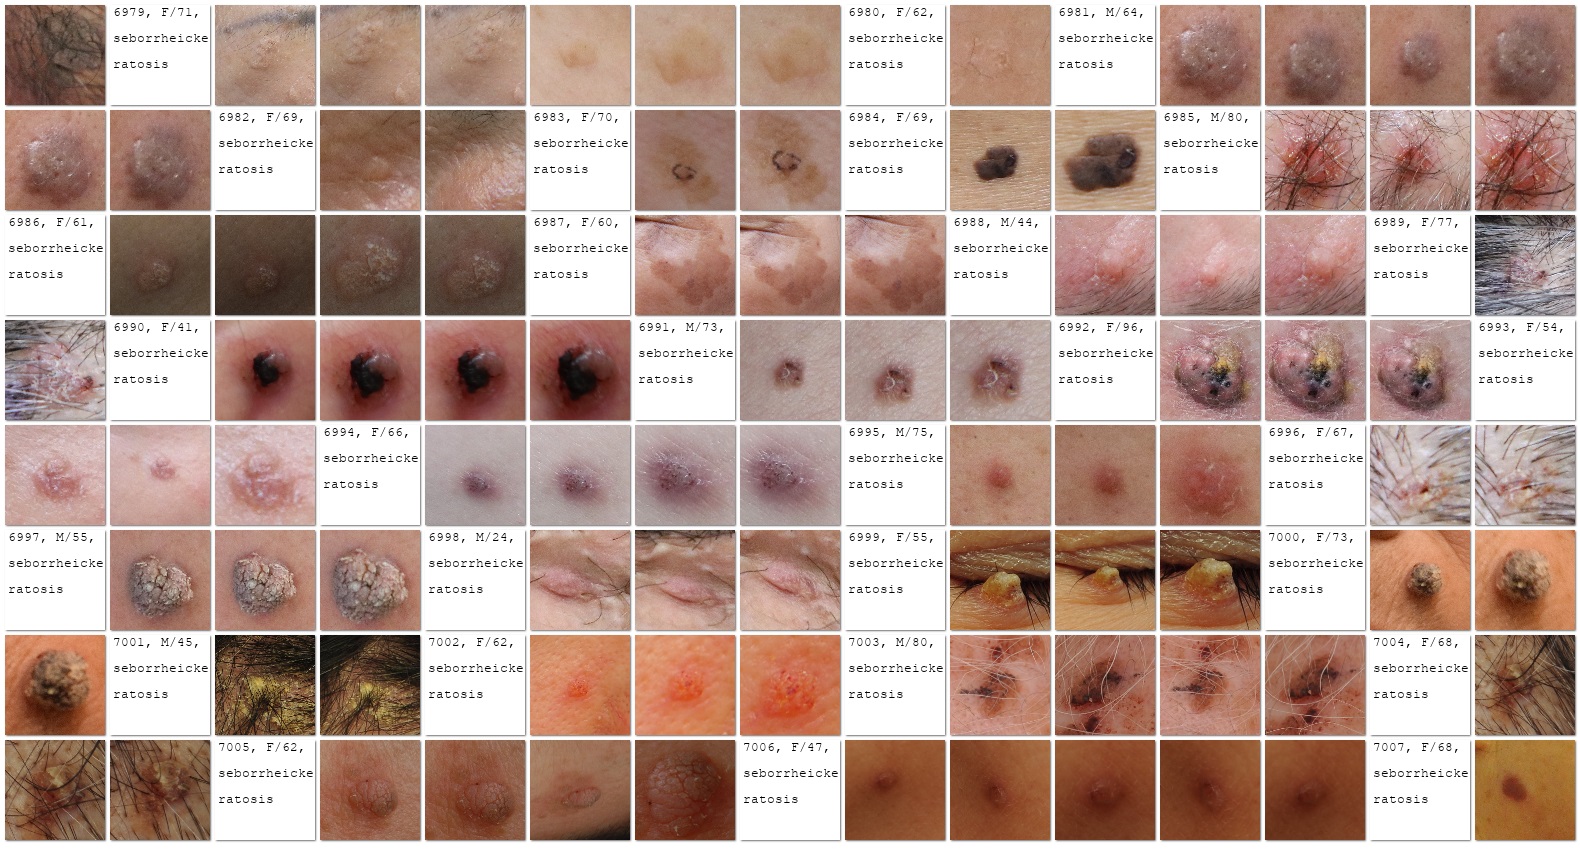 6979, F/71,
seborrheicke
ratosis
6980, F/62,
seborrheicke
ratosis
6981, M/64,
seborrheicke
ratosis
6982, F/69,
seborrheicke
ratosis
6983, F/70,
seborrheicke
ratosis
6984, F/69,
seborrheicke
ratosis
6985, M/80,
seborrheicke
ratosis
6986, F/61,
seborrheicke
ratosis
6987, F/60,
seborrheicke
ratosis
6988, M/44,
seborrheicke
ratosis
6989, F/77,
seborrheicke
ratosis
6990, F/41,
seborrheicke
ratosis
6991, M/73,
seborrheicke
ratosis
6992, F/96,
seborrheicke
ratosis
6993, F/54,
seborrheicke
ratosis
6994, F/66,
seborrheicke
ratosis
6995, M/75,
seborrheicke
ratosis
6996, F/67,
seborrheicke
ratosis
6997, M/55,
seborrheicke
ratosis
6998, M/24,
seborrheicke
ratosis
6999, F/55,
seborrheicke
ratosis
7000, F/73,
seborrheicke
ratosis
7001, M/45,
seborrheicke
ratosis
7002, F/62,
seborrheicke
ratosis
7003, M/80,
seborrheicke
ratosis
7004, F/68,
seborrheicke
ratosis
7005, F/62,
seborrheicke
ratosis
7006, F/47,
seborrheicke
ratosis
7007, F/68,
seborrheicke
ratosis